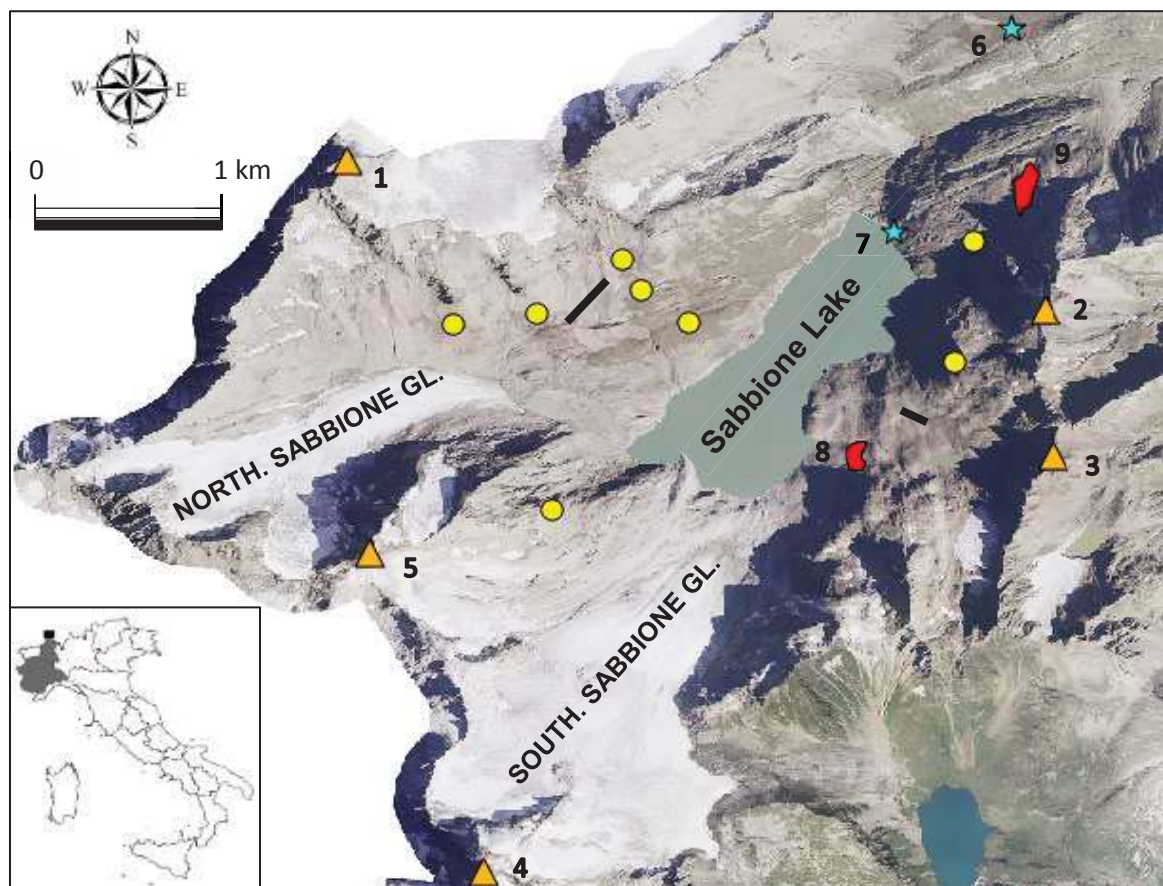 N
W E
S
0 1 km
1
2
3
4
5
6
7
8
9
Sabbione Lake
NORTH. SABBIONE GL.
SOUTH. SABBIONE GL.